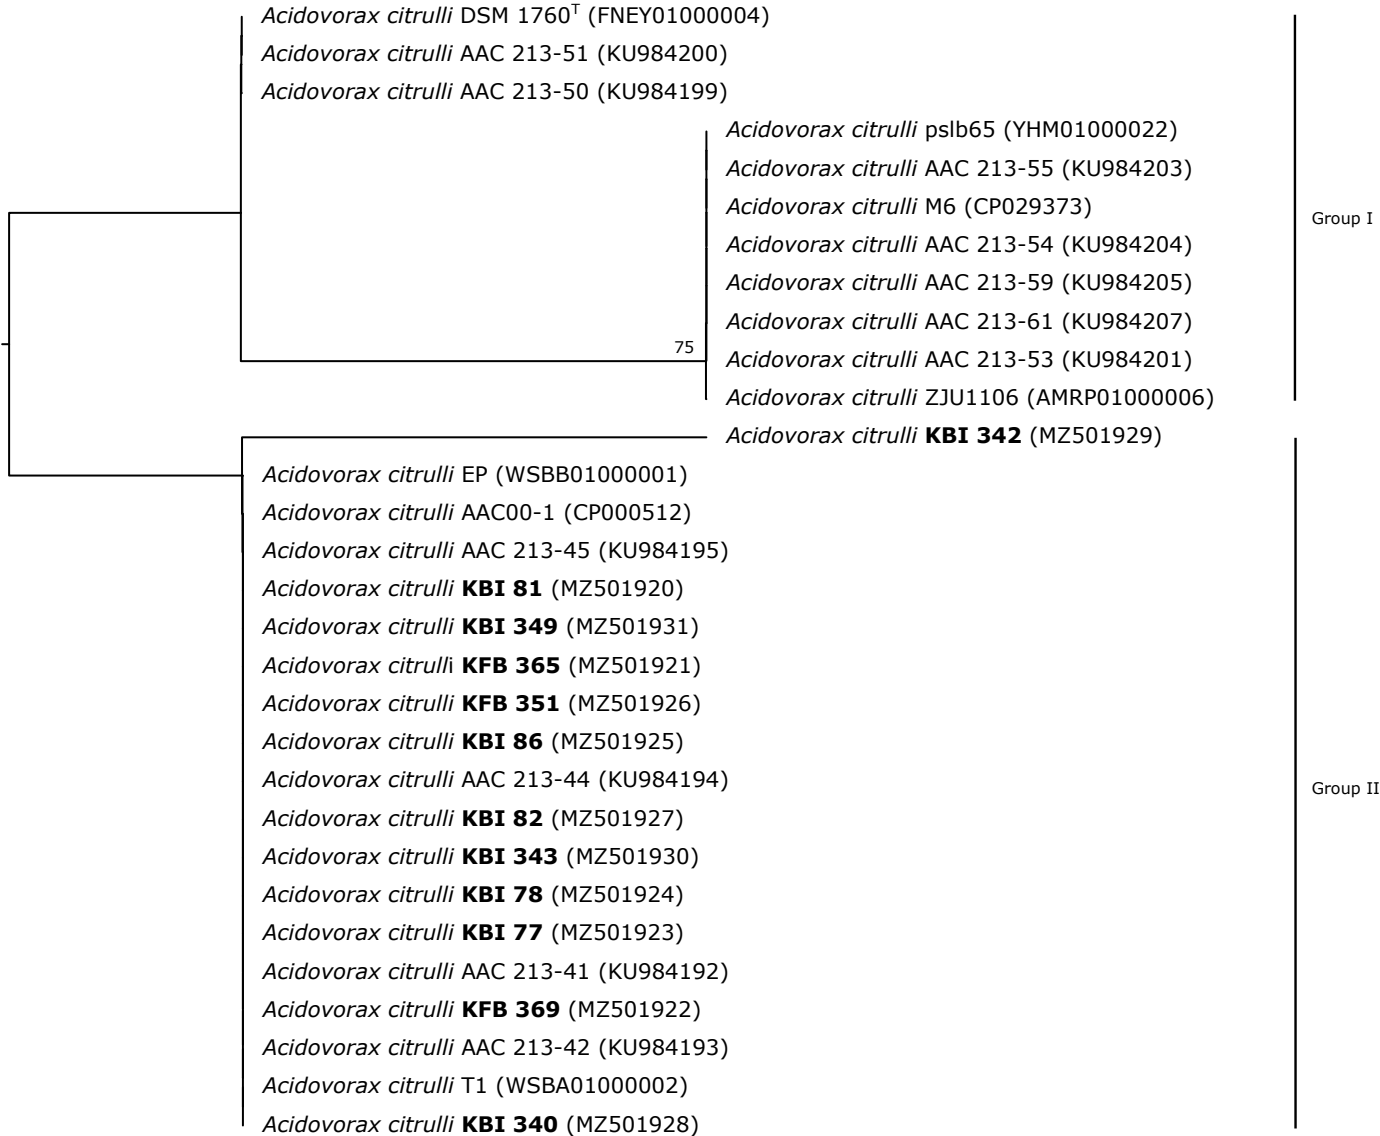 Acidovorax citrulli DSM 1760T (FNEY01000004)
Acidovorax citrulli AAC 213-51 (KU984200)
Acidovorax citrulli AAC 213-50 (KU984199)
Acidovorax citrulli pslb65 (YHM01000022)
Acidovorax citrulli AAC 213-55 (KU984203)
Acidovorax citrulli M6 (CP029373)
Group I
Acidovorax citrulli AAC 213-54 (KU984204)
Acidovorax citrulli AAC 213-59 (KU984205)
Acidovorax citrulli AAC 213-61 (KU984207)
75
Acidovorax citrulli AAC 213-53 (KU984201)
Acidovorax citrulli ZJU1106 (AMRP01000006)
Acidovorax citrulli KBI 342 (MZ501929)
Acidovorax citrulli EP (WSBB01000001)
Acidovorax citrulli AAC00-1 (CP000512)
Acidovorax citrulli AAC 213-45 (KU984195)
Acidovorax citrulli KBI 81 (MZ501920)
Acidovorax citrulli KBI 349 (MZ501931)
Acidovorax citrulli KFB 365 (MZ501921)
Acidovorax citrulli KFB 351 (MZ501926)
Acidovorax citrulli KBI 86 (MZ501925)
Acidovorax citrulli AAC 213-44 (KU984194)
Group II
Acidovorax citrulli KBI 82 (MZ501927)
Acidovorax citrulli KBI 343 (MZ501930)
Acidovorax citrulli KBI 78 (MZ501924)
Acidovorax citrulli KBI 77 (MZ501923)
Acidovorax citrulli AAC 213-41 (KU984192)
Acidovorax citrulli KFB 369 (MZ501922)
Acidovorax citrulli AAC 213-42 (KU984193)
Acidovorax citrulli T1 (WSBA01000002)
Acidovorax citrulli KBI 340 (MZ501928)